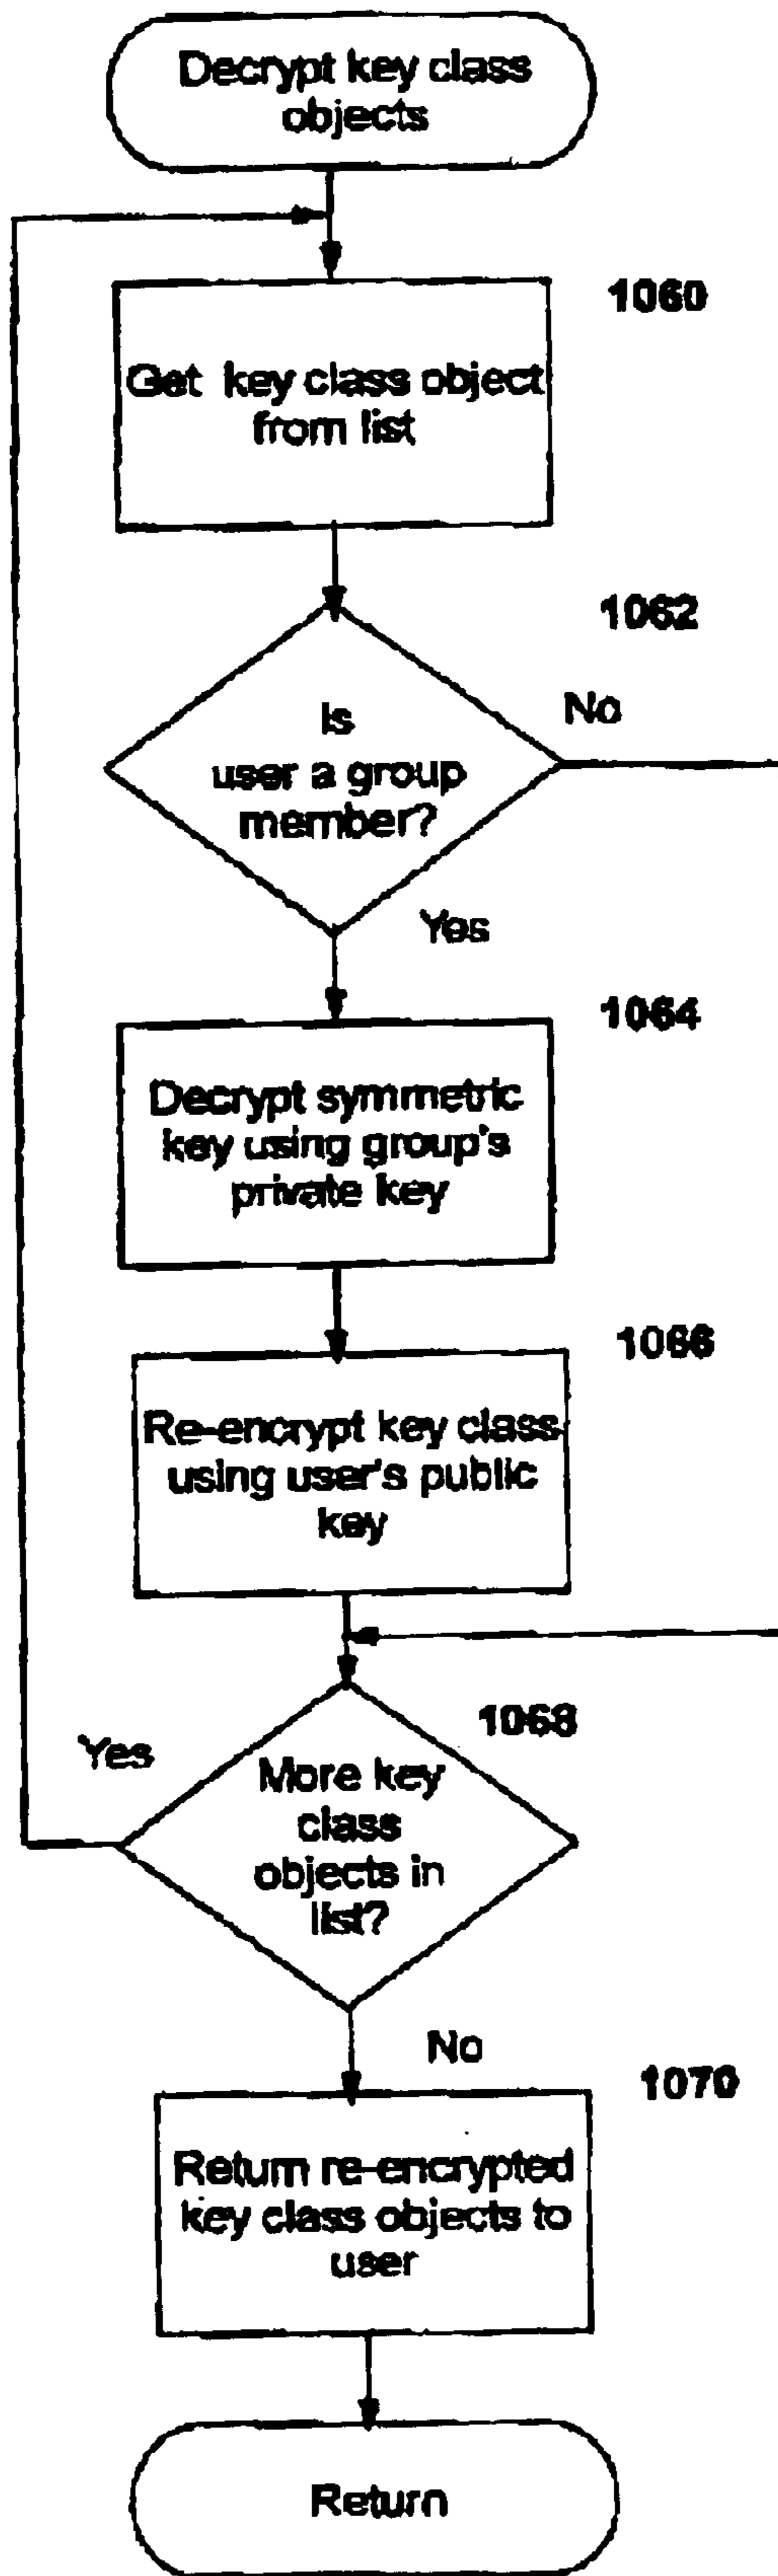 Decrypt key class
objects
1060
Get key class object
from list
1062
Is
user a group
member?
No
Yes
1064
Decrypt symmetric
key using group's
private key
1066
Re-encrypt key class
using user's public
key
1068
Yes
More key
class
objects in
list?
No
1070
Return re-encrypted
key class objects to
user
Return